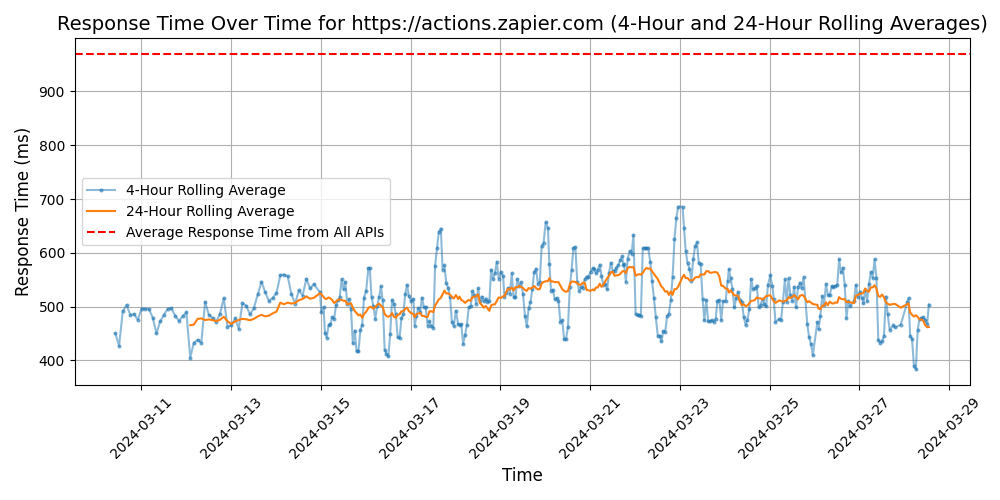 Response Time Over Time for https://actions.zapier.com (4-Hour and 24-Hour Rolling Averages)
Response Time (ms)
900
800
700
600
500
400
4-Hour Rolling Average
24-Hour Rolling Average
Average Response Time from All APIs
2024-03-11
2024-03-13
2024-03-15
2024-03-17
2024-03-19
2024-03-21
2024-03-23
2024-03-25
2024-03-27
2024-03-29
Time